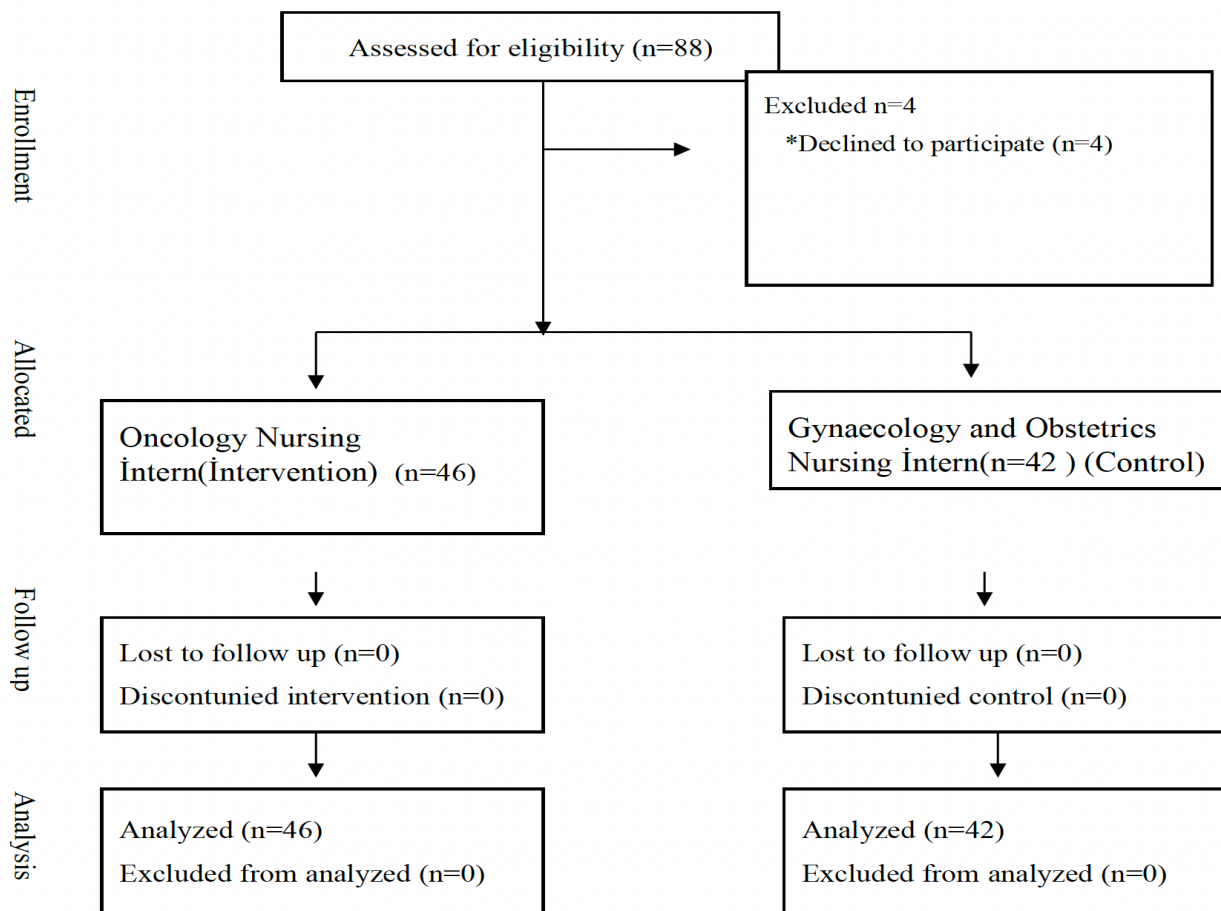 Assessed for eligibility (n=88)
Enrollment
Excluded n=4
*Declined to participate (n=4)
Allocated
Oncology Nursing
İntern(İntervention) (n=46)
Gynaecology and Obstetrics
Nursing İntern(n=42 ) (Control)
Follow up
Lost to follow up (n=0)
Discontunied intervention (n=0)
Lost to follow up (n=0)
Discontunied control (n=0)
Analysis
Analyzed (n=46)
Excluded from analyzed (n=0)
Analyzed (n=42)
Excluded from analyzed (n=0)